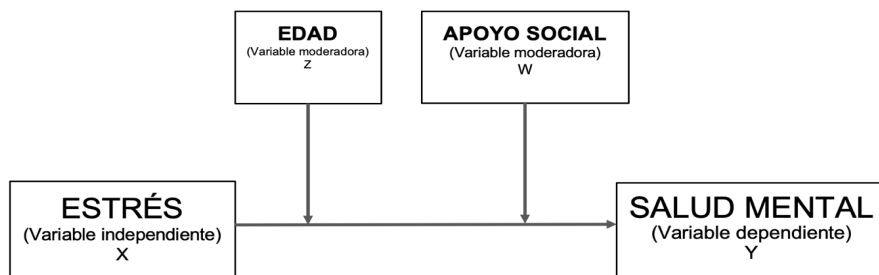 EDAD
(Variable moderadora)
Z
APOYO SOCIAL
(Variable moderadora)
W
ESTRÉS
(Variable independiente)
X
SALUD MENTAL
(Variable dependiente)
Y